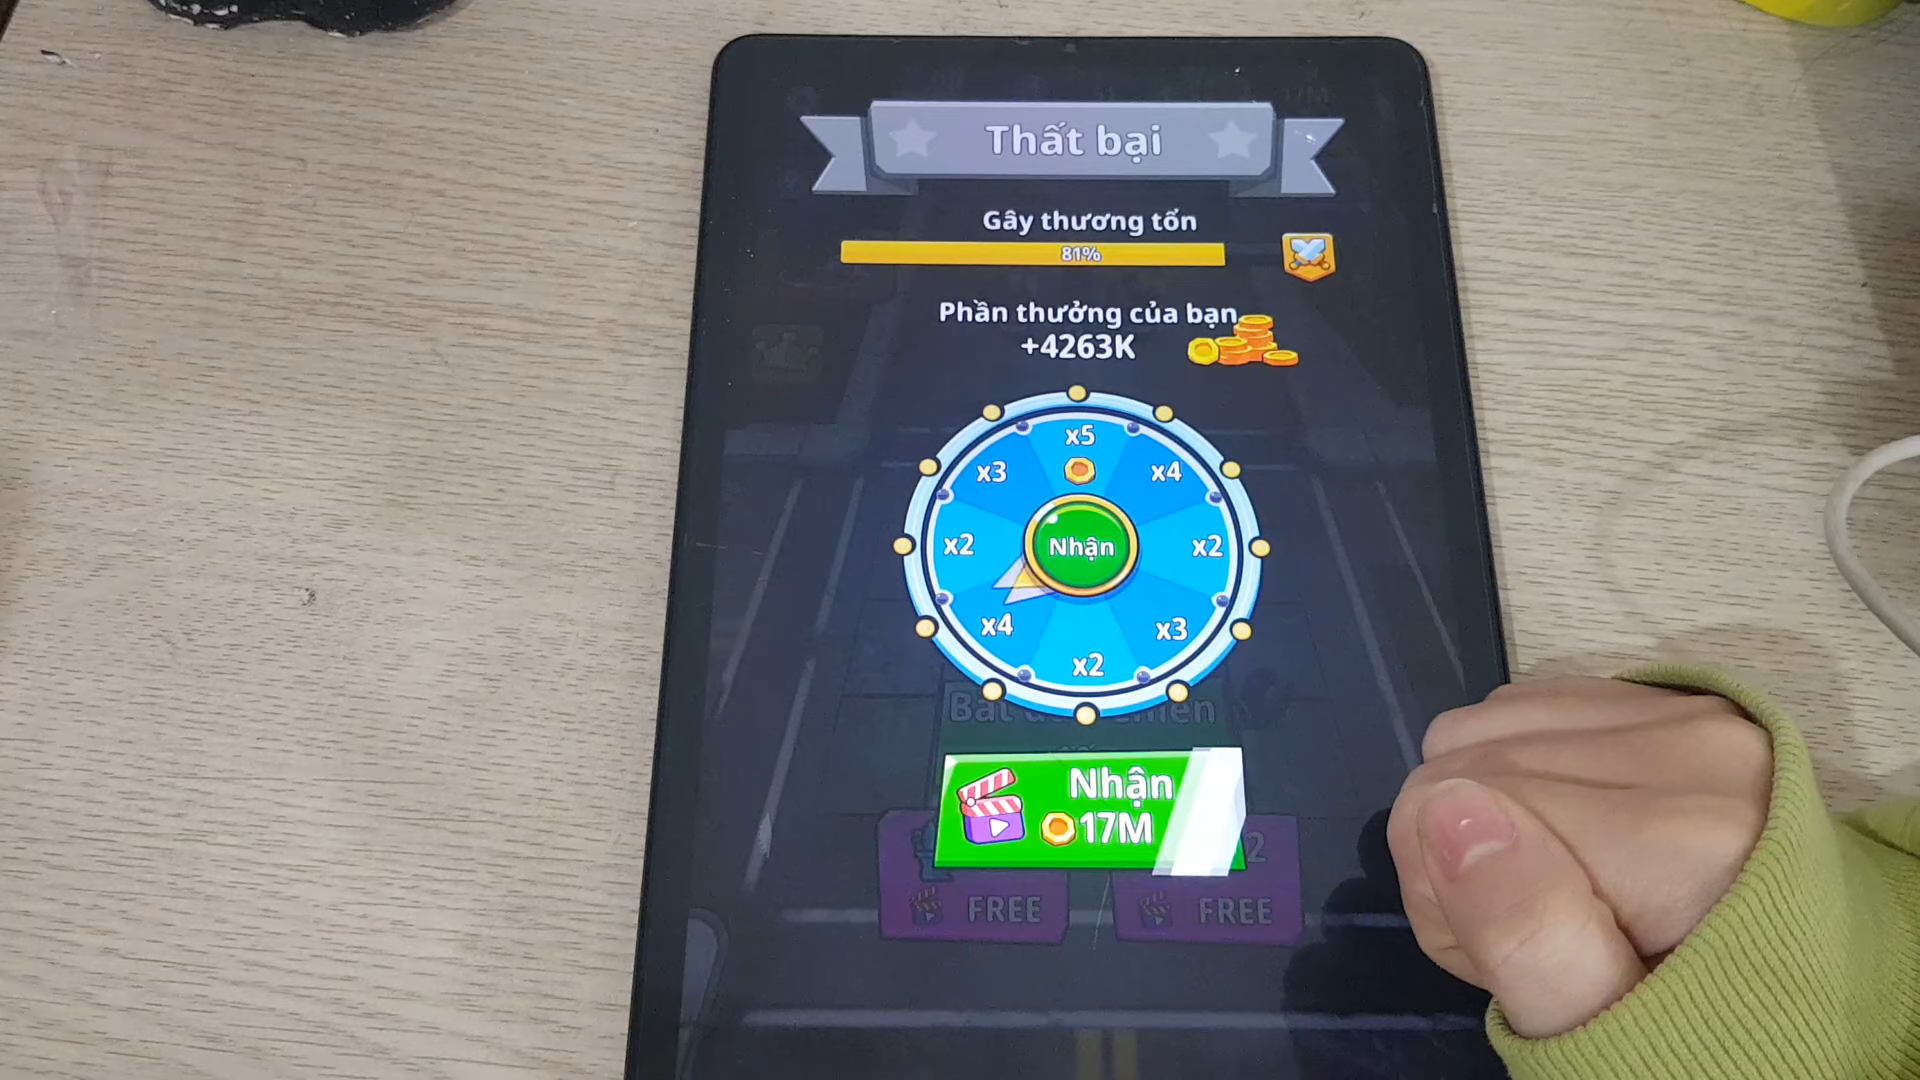 Thất bại
Gây thương tổn
81%
Phần thưởng của bạn
+4263K
x5
x3
x4
x2
Nhận
x2
x4
x3
x2
Nhận
17M
FREE
FREE